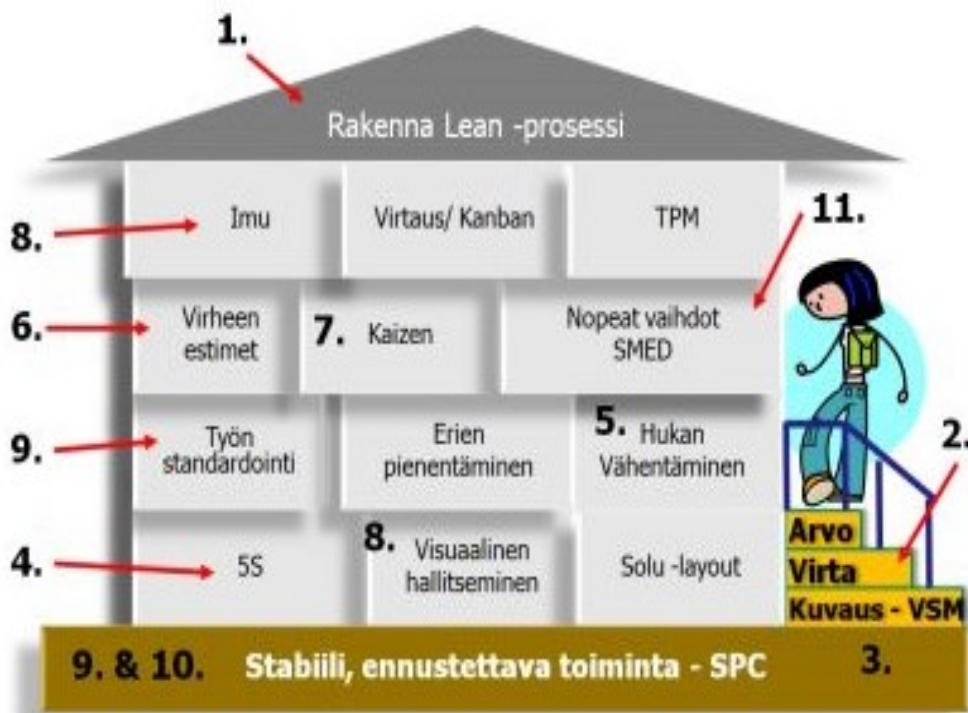 1.
Rakenna Lean -prosessi
8.
Imu
Virtaus/ Kanban
TPM
11.
6.
Virheen
estimet
7.
Kaizen
Nopeat vaihdot
SMED
9.
Työn
standardointi
Erien
pienentäminen
5.
Hukan
Vähentäminen
2.
4.
5S
8.
Visuaalinen
hallitseminen
Solu -layout
Arvo
Virta
Kuvaus - VSM
9. & 10.
Stabiili, ennustettava toiminta - SPC
3.